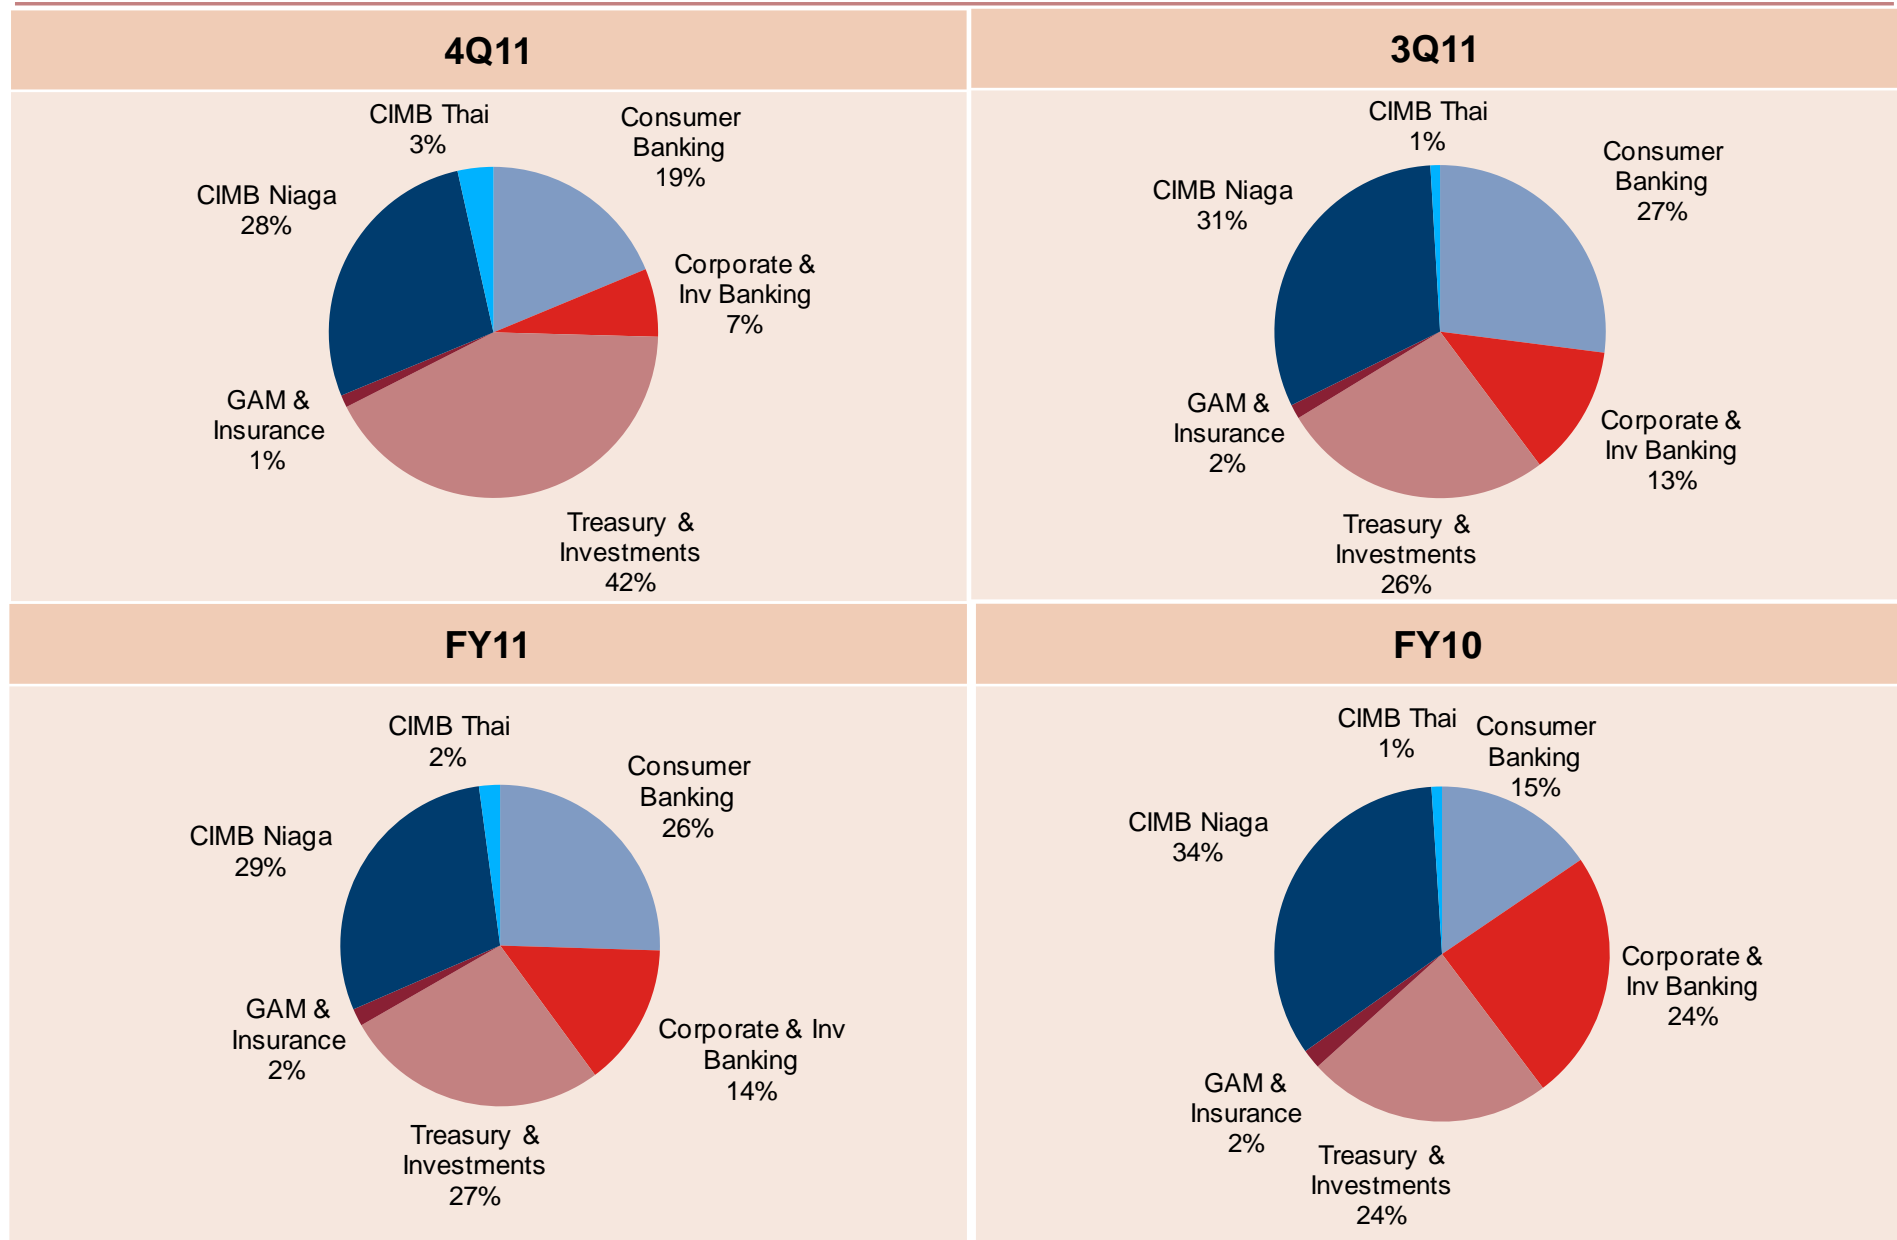 4Q11
CIMB Thai
3%
Consumer
Banking
19%
CIMB Niaga
28%
Corporate &
Inv Banking
7%
GAM &
Insurance
1%
Treasury &
Investments
42%
3Q11
CIMB Thai
1%
Consumer
Banking
27%
CIMB Niaga
31%
GAM &
Insurance
2%
Corporate &
Inv Banking
13%
Treasury &
Investments
26%
FY11
CIMB Thai
2%
Consumer
Banking
26%
CIMB Niaga
29%
GAM &
Insurance
2%
Corporate & Inv
Banking
14%
Treasury &
Investments
27%
FY10
CIMB Thai
1%
Consumer
Banking
15%
CIMB Niaga
34%
Corporate &
Inv Banking
24%
GAM &
Insurance
2%
Treasury &
Investments
24%